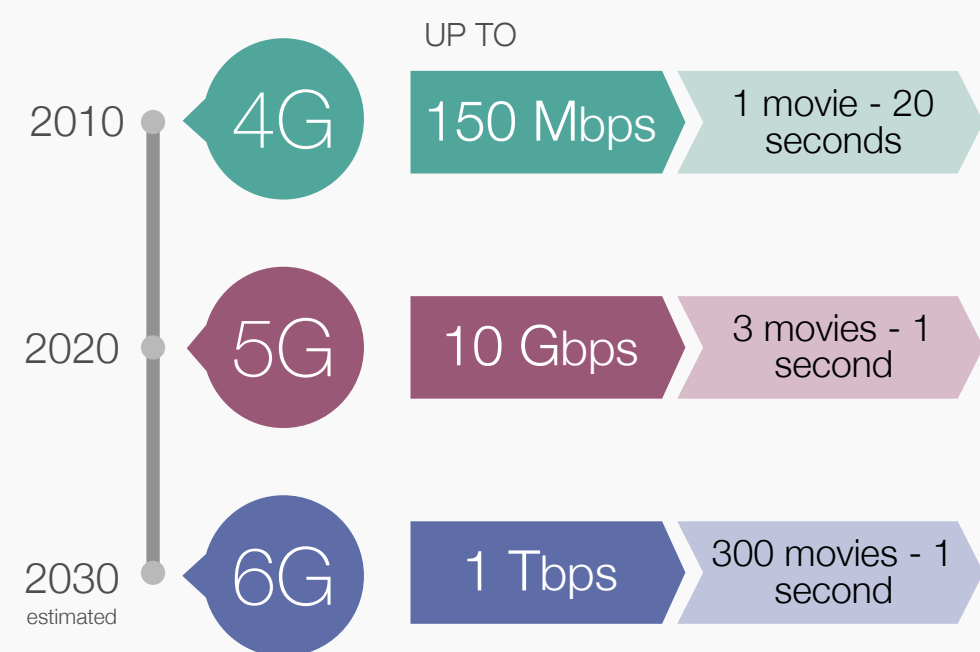 UP TO
2010
4G
150 Mbps
1 movie - 20
seconds
2020
5G
10 Gbps
3 movies - 1
second
2030
estimated
6G
1 Tbps
300 movies - 1
second